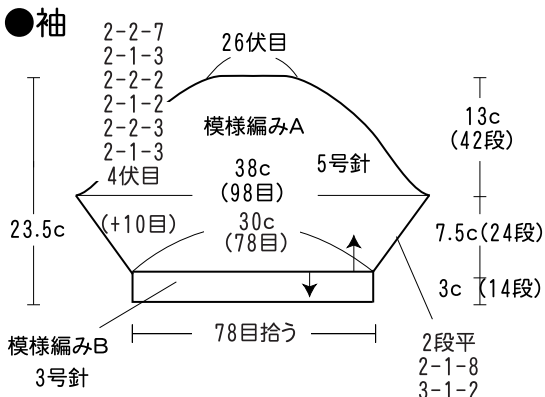 ●袖
2-2-7
2-1-3
2-2-2
2-1-2
2-2-3
2-1-3
4伏目
26伏目
模様編みA
5号針
38c
(98目)
(+10目)
30c
(78目)
23.5c
13c
(42段)
7.5c(24段)
3c (14段)
78目拾う
模様編みB
3号針
2段平
2-1-8
3-1-2